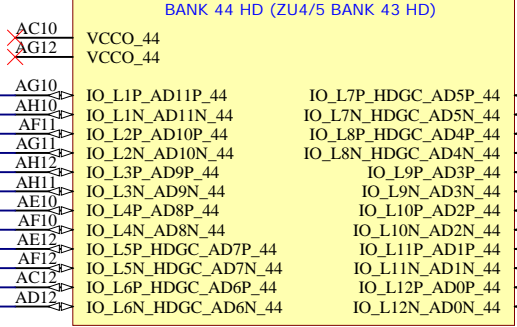 BANK 44 HD (ZU4/5 BANK 43 HD)
AC10 VCCO_44
AG12 VCCO_44
AG10 IO_L1P_AD11P_44 IO_L7P_HDGC_AD5P_44
AH10 IO_L1N_AD11N_44 IO_L7N_HDGC_AD5N_44
AF11 IO_L2P_AD10P_44 IO_L8P_HDGC_AD4P_44
AG11 IO_L2N_AD10N_44 IO_L8N_HDGC_AD4N_44
AH12 IO_L3P_AD9P_44 IO_L9P_AD3P_44
AH11 IO_L3N_AD9N_44 IO_L9N_AD3N_44
AE10 IO_L4P_AD8P_44 IO_L10P_AD2P_44
AF10 IO_L4N_AD8N_44 IO_L10N_AD2N_44
AE12 IO_L5P_HDGC_AD7P_44 IO_L11P_AD1P_44
AF12 IO_L5N_HDGC_AD7N_44 IO_L11N_AD1N_44
AC12 IO_L6P_HDGC_AD6P_44 IO_L12P_AD0P_44
AD12 IO_L6N_HDGC_AD6N_44 IO_L12N_AD0N_44